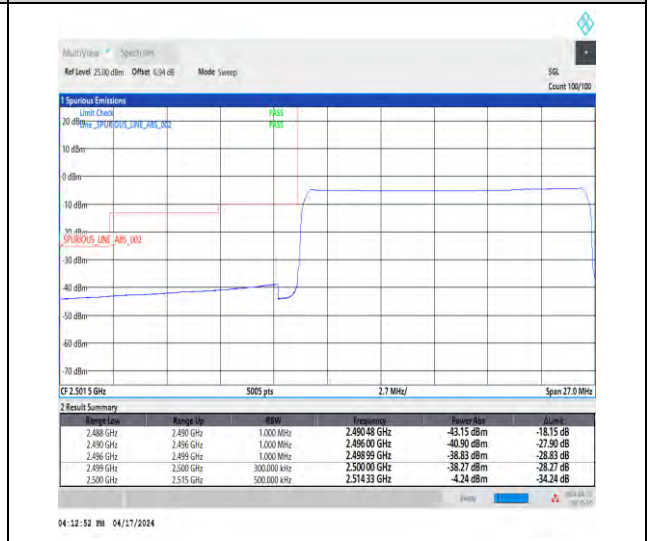 MultiView Spectrum
Ref Level 25.00 dBm Offset 6.94 dB Mode Sweep SGL
Count 100/100
1 Spurious Emissions
Limit Check PASS
20 dBm Line _SPURIOUS_LINE_ABS_002 PASS
10 dBm
0 dBm
-10 dBm
-20 dBm
_SPURIOUS_LINE_ABS_002
-30 dBm
-40 dBm
-50 dBm
-60 dBm
-70 dBm
CF 2.501 5 GHz 5005 pts 2.7 MHz/ Span 27.0 MHz
2 Result Summary
Range Low Range Up RBW Frequency Power Abs ΔLimit
2.488 GHz 2.490 GHz 1.000 MHz 2.490 48 GHz -43.15 dBm -18.15 dB
2.490 GHz 2.496 GHz 1.000 MHz 2.496 00 GHz -40.90 dBm -27.90 dB
2.496 GHz 2.499 GHz 1.000 MHz 2.498 99 GHz -38.83 dBm -28.83 dB
2.499 GHz 2.500 GHz 300.000 kHz 2.500 00 GHz -38.27 dBm -28.27 dB
2.500 GHz 2.515 GHz 500.000 kHz 2.514 33 GHz -4.24 dBm -34.24 dB
Ready
04:12:52 PM 04/17/2024